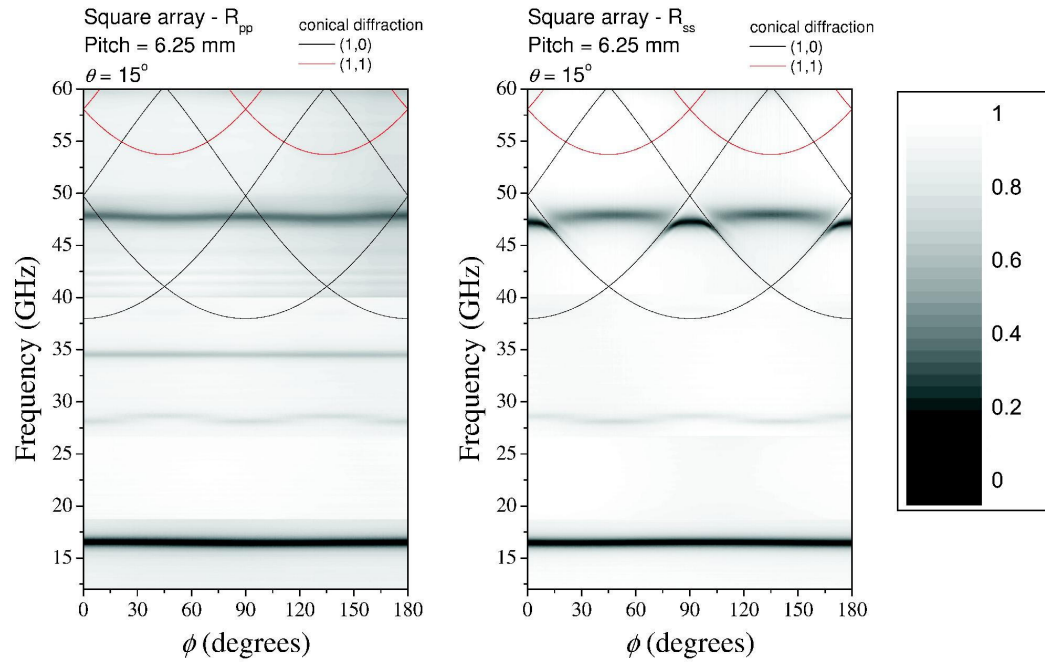 Square array - Rpp
Pitch = 6.25 mm
θ = 15°
conical diffraction
(1,0)
(1,1)
Frequency (GHz)
60
55
50
45
40
35
30
25
20
15
0 30 60 90 120 150 180
ϕ (degrees)
Square array - Rss
Pitch = 6.25 mm
θ = 15°
conical diffraction
(1,0)
(1,1)
Frequency (GHz)
60
55
50
45
40
35
30
25
20
15
0 30 60 90 120 150 180
ϕ (degrees)
1
0.8
0.6
0.4
0.2
0